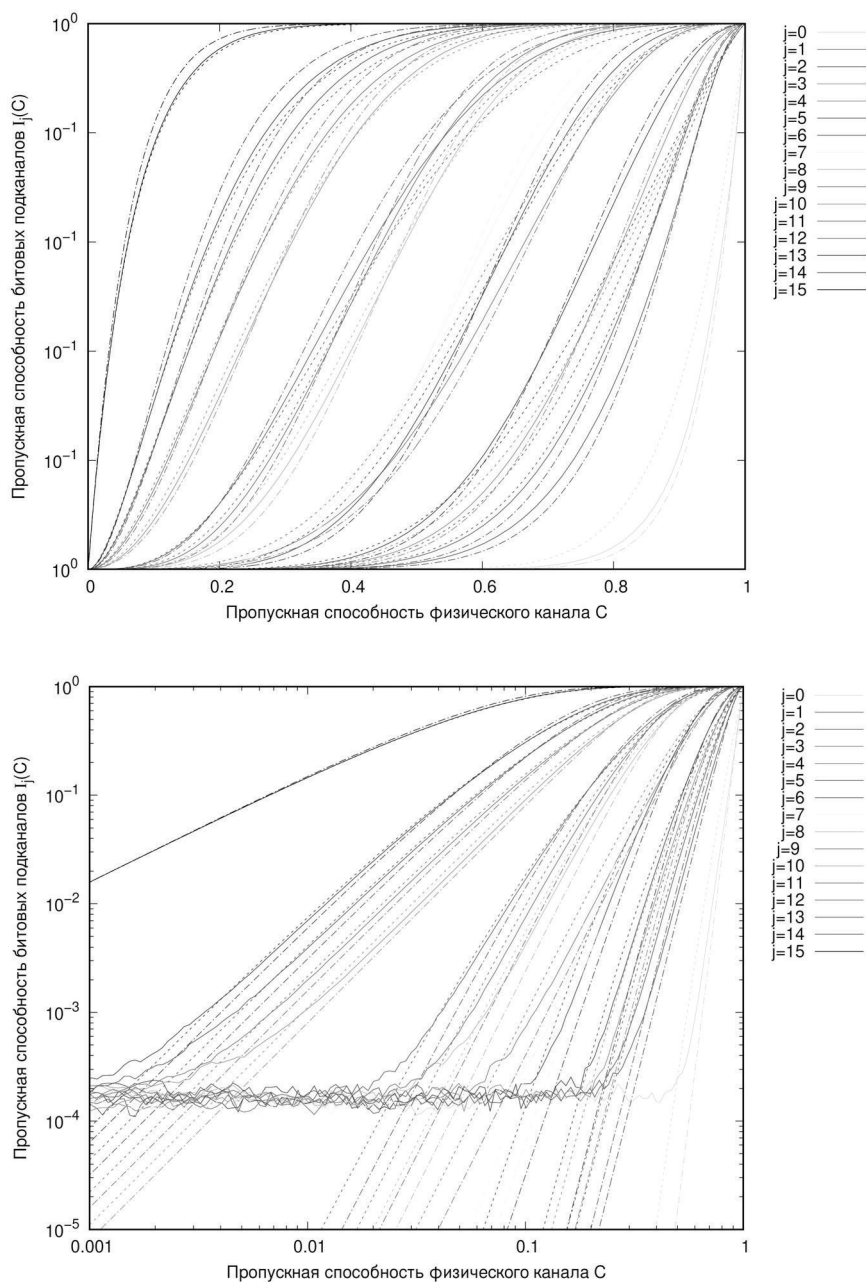 Пропускная способность битовых подканалов Ij(C)
10^0
10^-1
10^-1
10^-1
10^-1
10^0
0
0.2
0.4
0.6
0.8
1
Пропускная способность физического канала C
j=0
j=1
j=2
j=3
j=4
j=5
j=6
j=7
j=8
j=9
j=10
j=11
j=12
j=13
j=14
j=15
Пропускная способность битовых подканалов Ij(C)
10^0
10^-1
10^-2
10^-3
10^-4
10^-5
0.001
0.01
0.1
1
Пропускная способность физического канала C
j=0
j=1
j=2
j=3
j=4
j=5
j=6
j=7
j=8
j=9
j=10
j=11
j=12
j=13
j=14
j=15